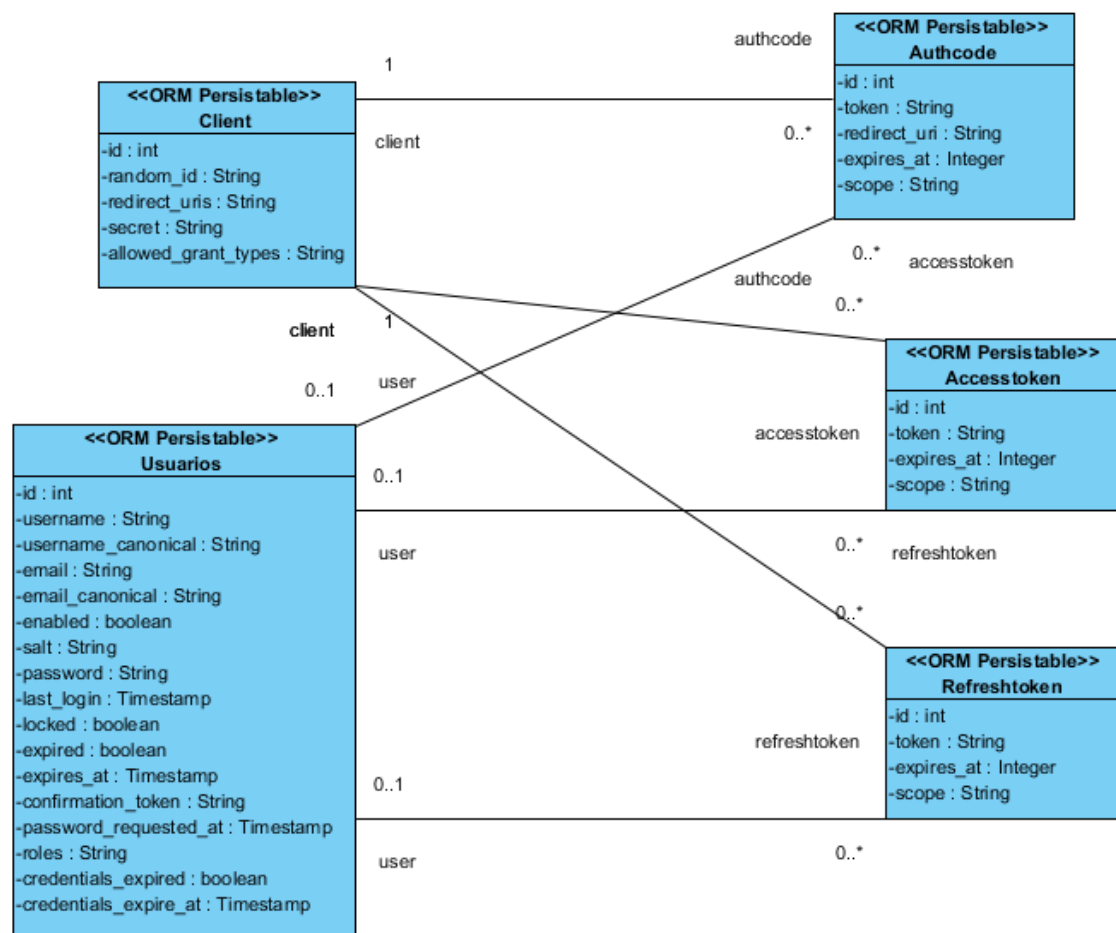 <<ORM Persistable>>
Client
-id : int
-random_id : String
-redirect_uris : String
-secret : String
-allowed_grant_types : String
1
client
authcode
0..*
<<ORM Persistable>>
Authcode
-id : int
-token : String
-redirect_uri : String
-expires_at : Integer
-scope : String
0..*
authcode
accesstoken
0..*
client
1
0..1
user
<<ORM Persistable>>
Accesstoken
-id : int
-token : String
-expires_at : Integer
-scope : String
accesstoken
0..1
user
0..*
refreshtoken
0..*
<<ORM Persistable>>
Usuarios
-id : int
-username : String
-username_canonical : String
-email : String
-email_canonical : String
-enabled : boolean
-salt : String
-password : String
-last_login : Timestamp
-locked : boolean
-expired : boolean
-expires_at : Timestamp
-confirmation_token : String
-password_requested_at : Timestamp
-roles : String
-credentials_expired : boolean
-credentials_expire_at : Timestamp
<<ORM Persistable>>
Refreshtoken
-id : int
-token : String
-expires_at : Integer
-scope : String
refreshtoken
0..1
user
0..*